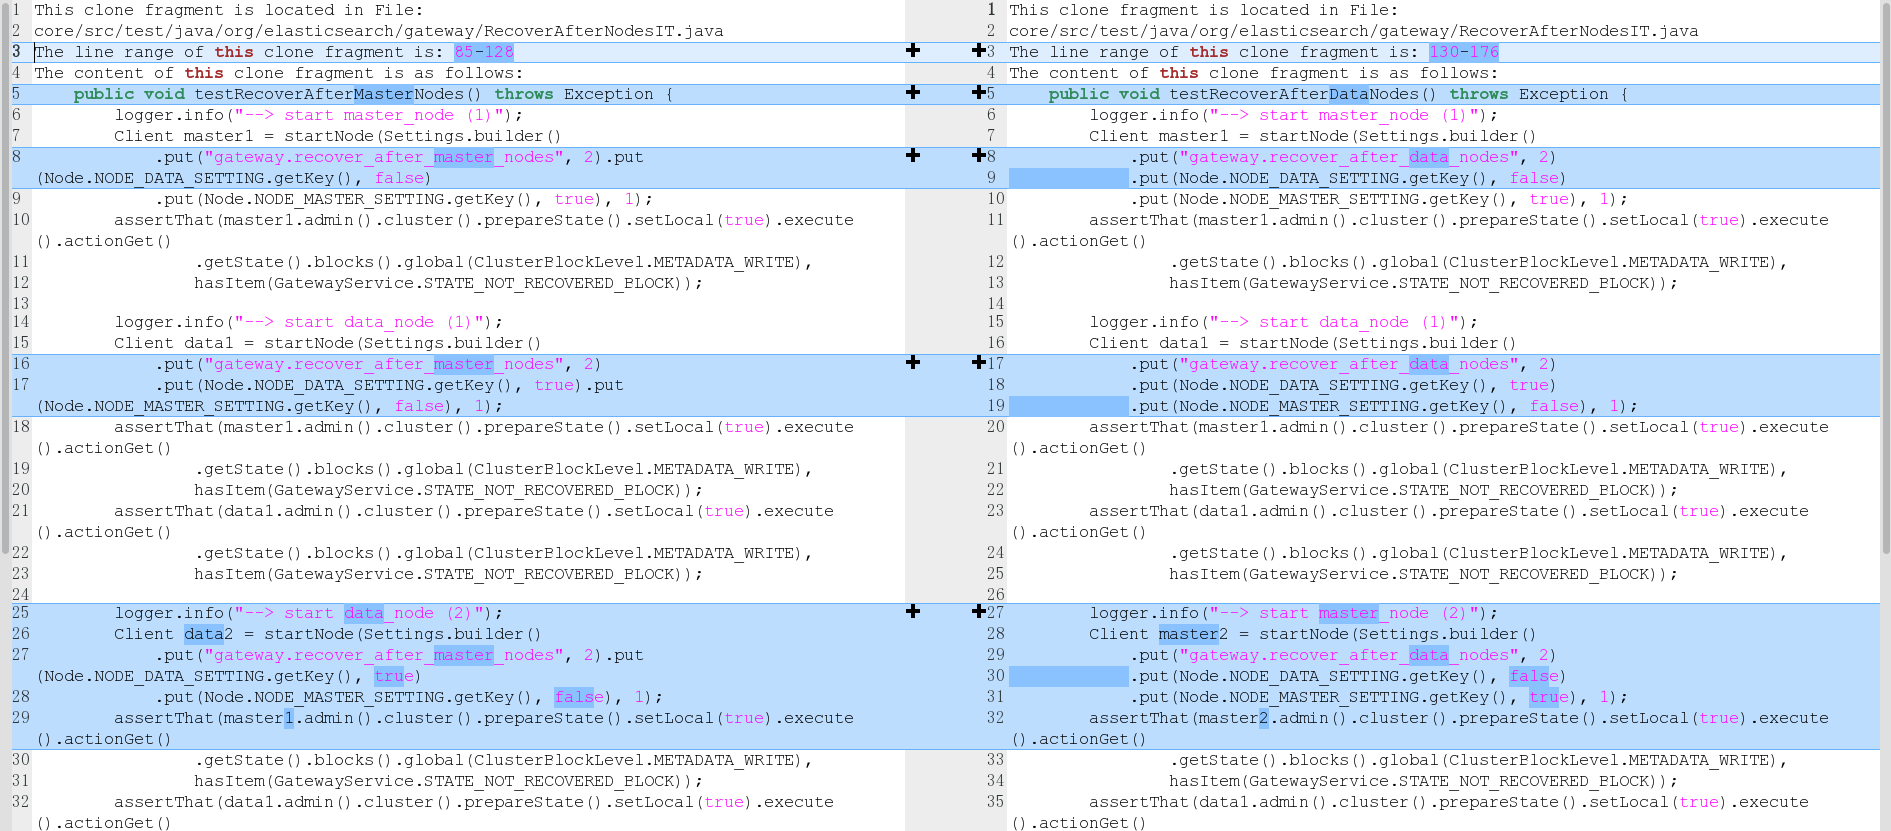 1 This clone fragment is located in File:
2 core/src/test/java/org/elasticsearch/gateway/RecoverAfterNodesIT.java
3 The line range of this clone fragment is: 85-128
4 The content of this clone fragment is as follows:
5     public void testRecoverAfterMasterNodes() throws Exception {
6         logger.info("--> start master_node (1)");
7         Client master1 = startNode(Settings.builder()
8             .put("gateway.recover_after_master_nodes", 2).put
(Node.NODE_DATA_SETTING.getKey(), false)
9             .put(Node.NODE_MASTER_SETTING.getKey(), true), 1);
10         assertThat(master1.admin().cluster().prepareState().setLocal(true).execute
().actionGet()
11                 .getState().blocks().global(ClusterBlockLevel.METADATA_WRITE),
12                 hasItem(GatewayService.STATE_NOT_RECOVERED_BLOCK));
13
14         logger.info("--> start data_node (1)");
15         Client data1 = startNode(Settings.builder()
16             .put("gateway.recover_after_master_nodes", 2)
17             .put(Node.NODE_DATA_SETTING.getKey(), true).put
(Node.NODE_MASTER_SETTING.getKey(), false), 1);
18         assertThat(master1.admin().cluster().prepareState().setLocal(true).execute
().actionGet()
19                 .getState().blocks().global(ClusterBlockLevel.METADATA_WRITE),
20                 hasItem(GatewayService.STATE_NOT_RECOVERED_BLOCK));
21         assertThat(data1.admin().cluster().prepareState().setLocal(true).execute
().actionGet()
22                 .getState().blocks().global(ClusterBlockLevel.METADATA_WRITE),
23                 hasItem(GatewayService.STATE_NOT_RECOVERED_BLOCK));
24
25         logger.info("--> start data_node (2)");
26         Client data2 = startNode(Settings.builder()
27             .put("gateway.recover_after_master_nodes", 2).put
(Node.NODE_DATA_SETTING.getKey(), true)
28             .put(Node.NODE_MASTER_SETTING.getKey(), false), 1);
29         assertThat(master1.admin().cluster().prepareState().setLocal(true).execute
().actionGet()
30                 .getState().blocks().global(ClusterBlockLevel.METADATA_WRITE),
31                 hasItem(GatewayService.STATE_NOT_RECOVERED_BLOCK));
32         assertThat(data1.admin().cluster().prepareState().setLocal(true).execute
().actionGet()
1 This clone fragment is located in File:
2 core/src/test/java/org/elasticsearch/gateway/RecoverAfterNodesIT.java
3 The line range of this clone fragment is: 130-176
4 The content of this clone fragment is as follows:
5     public void testRecoverAfterDataNodes() throws Exception {
6         logger.info("--> start master_node (1)");
7         Client master1 = startNode(Settings.builder()
8             .put("gateway.recover_after_data_nodes", 2)
9             .put(Node.NODE_DATA_SETTING.getKey(), false)
10             .put(Node.NODE_MASTER_SETTING.getKey(), true), 1);
11         assertThat(master1.admin().cluster().prepareState().setLocal(true).execute
().actionGet()
12                 .getState().blocks().global(ClusterBlockLevel.METADATA_WRITE),
13                 hasItem(GatewayService.STATE_NOT_RECOVERED_BLOCK));
14
15         logger.info("--> start data_node (1)");
16         Client data1 = startNode(Settings.builder()
17             .put("gateway.recover_after_data_nodes", 2)
18             .put(Node.NODE_DATA_SETTING.getKey(), true)
19             .put(Node.NODE_MASTER_SETTING.getKey(), false), 1);
20         assertThat(master1.admin().cluster().prepareState().setLocal(true).execute
().actionGet()
21                 .getState().blocks().global(ClusterBlockLevel.METADATA_WRITE),
22                 hasItem(GatewayService.STATE_NOT_RECOVERED_BLOCK));
23         assertThat(data1.admin().cluster().prepareState().setLocal(true).execute
().actionGet()
24                 .getState().blocks().global(ClusterBlockLevel.METADATA_WRITE),
25                 hasItem(GatewayService.STATE_NOT_RECOVERED_BLOCK));
26
27         logger.info("--> start master_node (2)");
28         Client master2 = startNode(Settings.builder()
29             .put("gateway.recover_after_data_nodes", 2)
30             .put(Node.NODE_DATA_SETTING.getKey(), false)
31             .put(Node.NODE_MASTER_SETTING.getKey(), true), 1);
32         assertThat(master2.admin().cluster().prepareState().setLocal(true).execute
().actionGet()
33                 .getState().blocks().global(ClusterBlockLevel.METADATA_WRITE),
34                 hasItem(GatewayService.STATE_NOT_RECOVERED_BLOCK));
35         assertThat(data1.admin().cluster().prepareState().setLocal(true).execute
().actionGet()